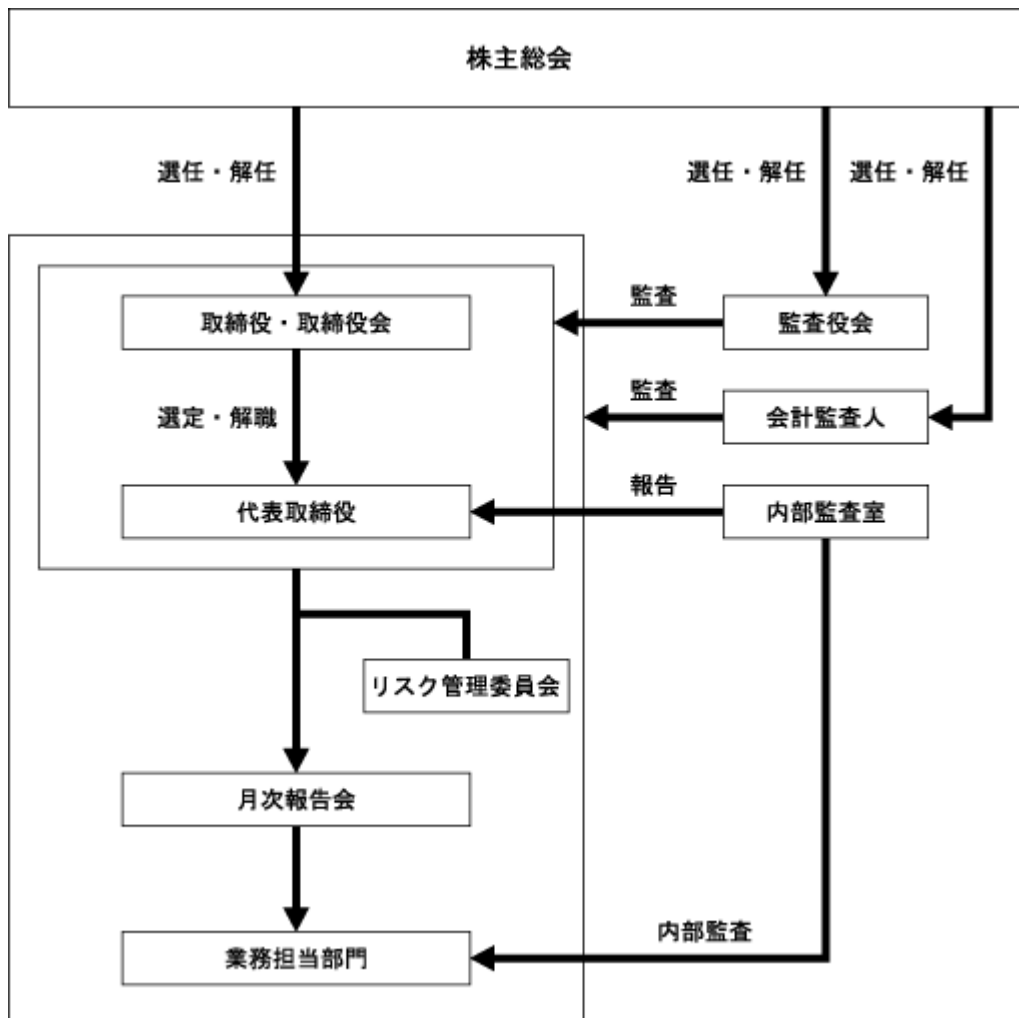 株主総会
選任・解任
選任・解任
選任・解任
取締役・取締役会
監査
監査役会
選定・解職
監査
会計監査人
代表取締役
報告
内部監査室
リスク管理委員会
月次報告会
内部監査
業務担当部門